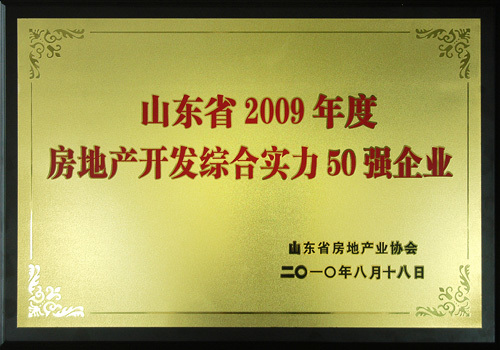 山东省 2009 年度
房地产开发综合实力 50 强企业
山东省房地产业协会
二〇一〇年八月十八日